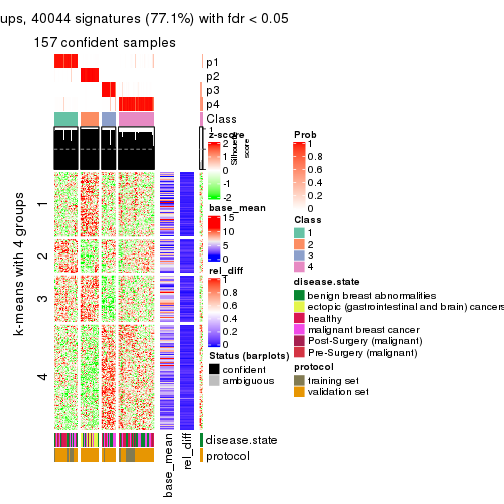 ups, 40044 signatures (77.1%) with fdr < 0.05
157 confident samples
p1
p2
p3
p4
Class
1
Silhouette
score
z-score
2
1
0
-1
-2
base_mean
15
10
5
0
rel_diff
1
0.8
0.6
0.4
0.2
0
Status (barplots)
confident
ambiguous
Prob
1
0.8
0.6
0.4
0.2
0
Class
1
2
3
4
disease.state
benign breast abnormalities
ectopic (gastrointestinal and brain) cancers
healthy
malignant breast cancer
Post-Surgery (malignant)
Pre-Surgery (malignant)
protocol
training set
validation set
k-means with 4 groups
1
2
3
4
disease.state
protocol
base_mean
rel_diff